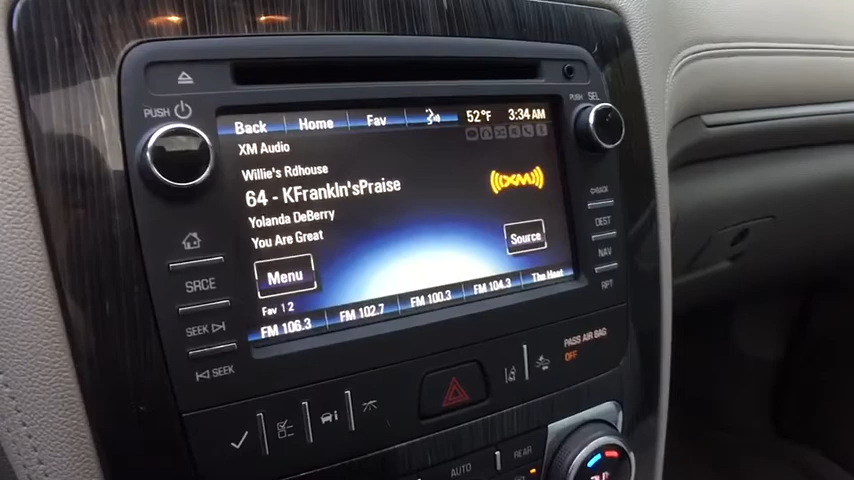 PUSH
PUSH SEL
Back Home Fav 52°F 3:34 AM
XM Audio
Willie's Rdhouse
64 - KFrankln'sPraise
((XM))
Yolanda DeBerry
You Are Great
Source
Menu
Fav 1 2
FM 106.3 FM 102.7 FM 100.3 FM 104.3 The Heat
SRCE
SEEK
SEEK
BACK
DEST
NAV
RPT
PASS AIR BAG
OFF
AUTO
REAR